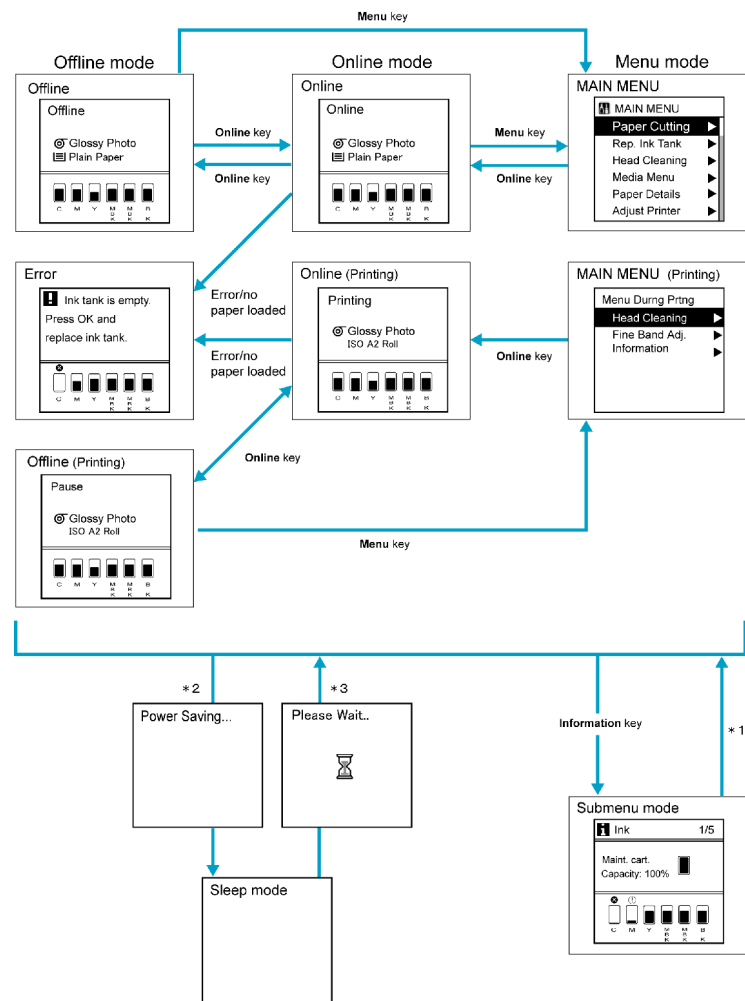 Menu key
Offline mode
Online mode
Menu mode
Offline
Offline
Glossy Photo
Plain Paper
C M Y MBK MBK BK
Online key
Online key
Online
Online
Glossy Photo
Plain Paper
C M Y MBK MBK BK
Menu key
Online key
MAIN MENU
MAIN MENU
Paper Cutting
Rep. Ink Tank
Head Cleaning
Media Menu
Paper Details
Adjust Printer
Error
! Ink tank is empty.
Press OK and
replace ink tank.
C M Y MBK MBK BK
Error/no
paper loaded
Error/no
paper loaded
Online (Printing)
Printing
Glossy Photo
ISO A2 Roll
C M Y MBK MBK BK
Online key
MAIN MENU (Printing)
Menu Durng Prtng
Head Cleaning
Fine Band Adj.
Information
Offline (Printing)
Pause
Glossy Photo
ISO A2 Roll
C M Y MBK MBK BK
Online key
Menu key
*2
*3
Power Saving...
Please Wait..
Information key
*1
Sleep mode
Submenu mode
i Ink 1/5
Maint. cart.
Capacity: 100%
C M Y MBK MBK BK